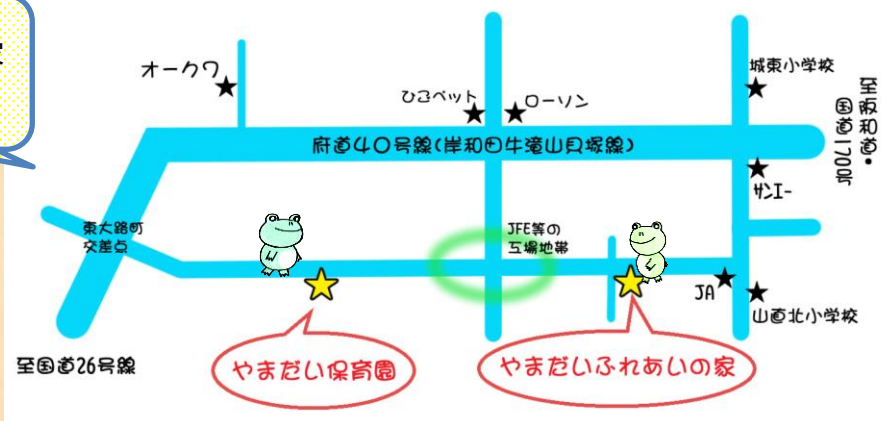 オークワ
ひごペット
ローソン
城東小学校
至阪和道・
国道170号
府道40号線(岸和田牛滝山貝塚線)
サンエー
東大路町
交差点
JFE等の
工場地帯
JA
山直北小学校
至国道26号線
やまだい保育園
やまだいふれあいの家